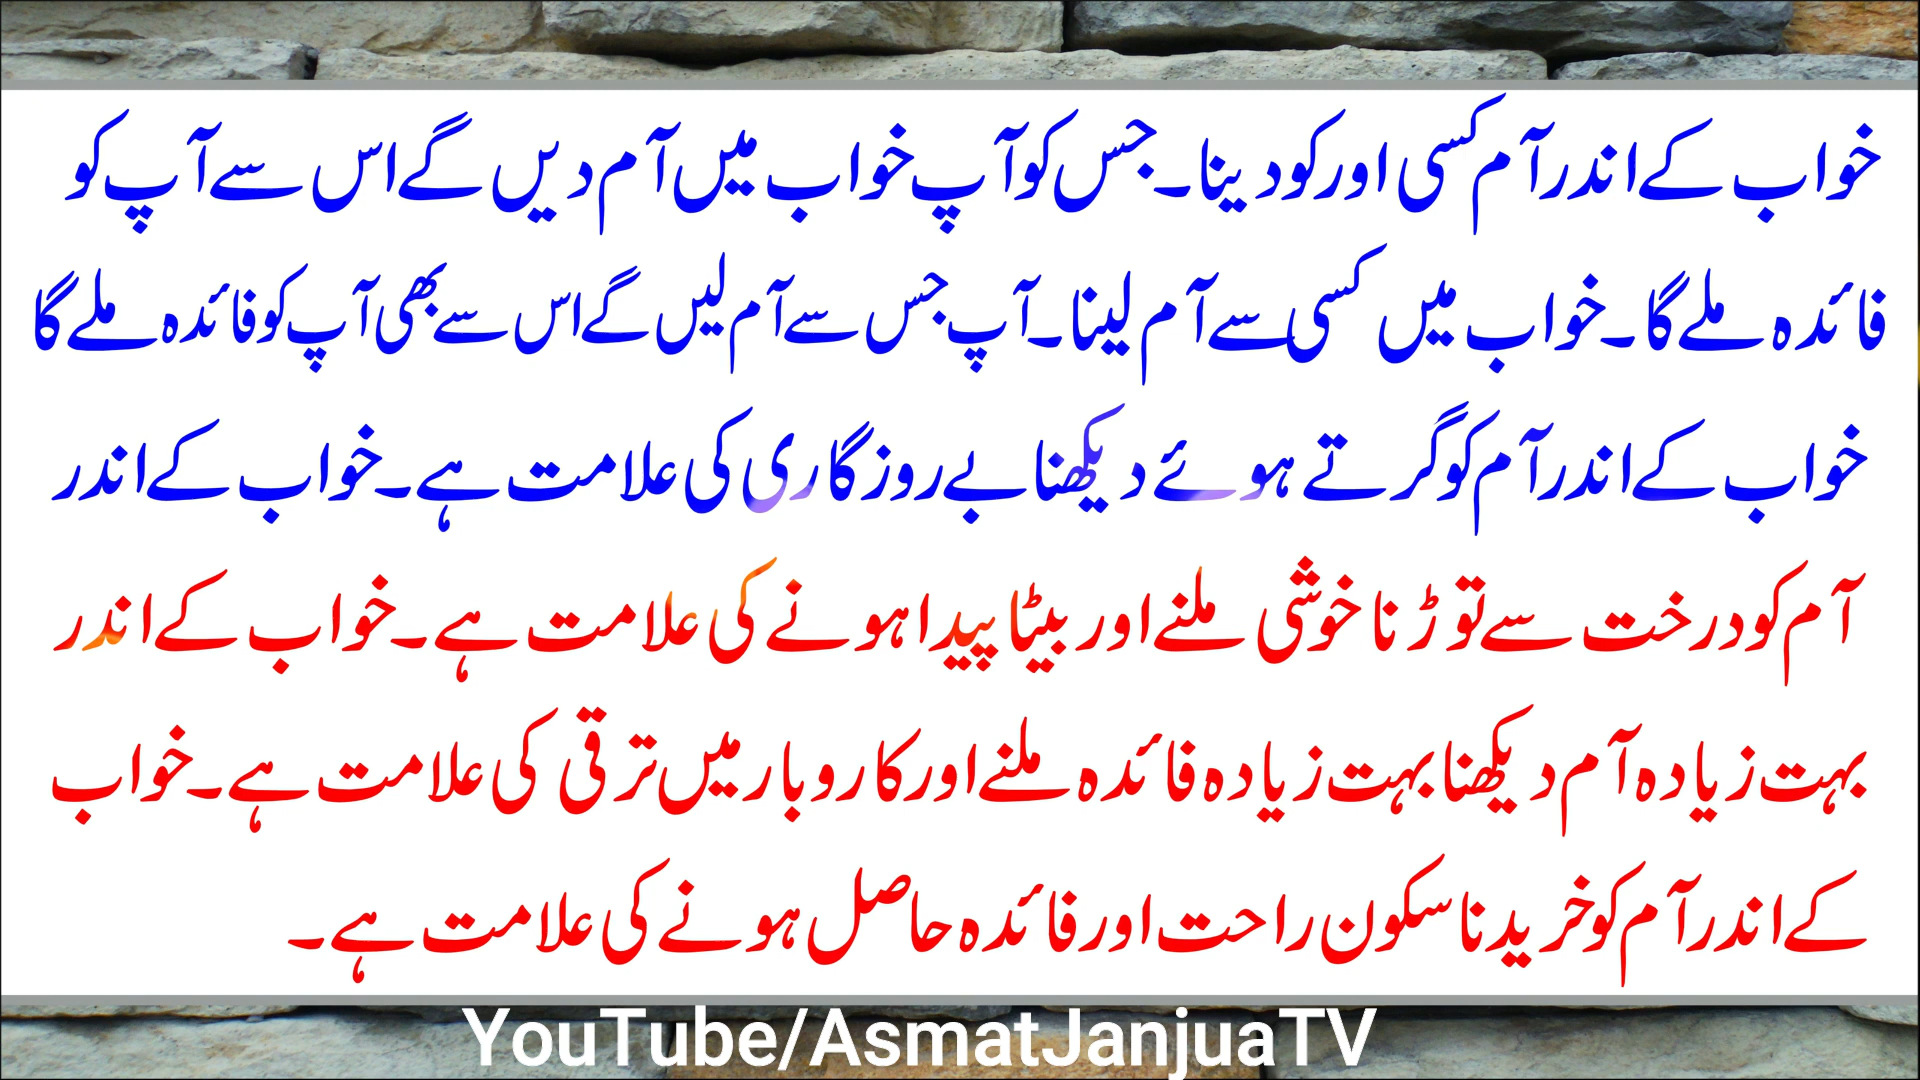 خواب کے اندر آم کسی اور کو دینا۔ جس کو آپ خواب میں آم دیں گے اس سے آپ کو
فائدہ ملے گا۔ خواب میں کسی سے آم لینا۔ آپ جس سے آم لیں گے اس سے بھی آپ کو فائدہ ملے گا
خواب کے اندر آم کو گرتے ہوئے دیکھنا بے روزگاری کی علامت ہے۔ خواب کے اندر
آم کو درخت سے توڑنا خوشی ملنے اور بیٹا پیدا ہونے کی علامت ہے۔ خواب کے اندر
بہت زیادہ آم دیکھنا بہت زیادہ فائدہ ملنے اور کاروبار میں ترقی کی علامت ہے۔ خواب
کے اندر آم کو خریدنا سکون راحت اور فائدہ حاصل ہونے کی علامت ہے۔
YouTube/AsmatJanjuaTV